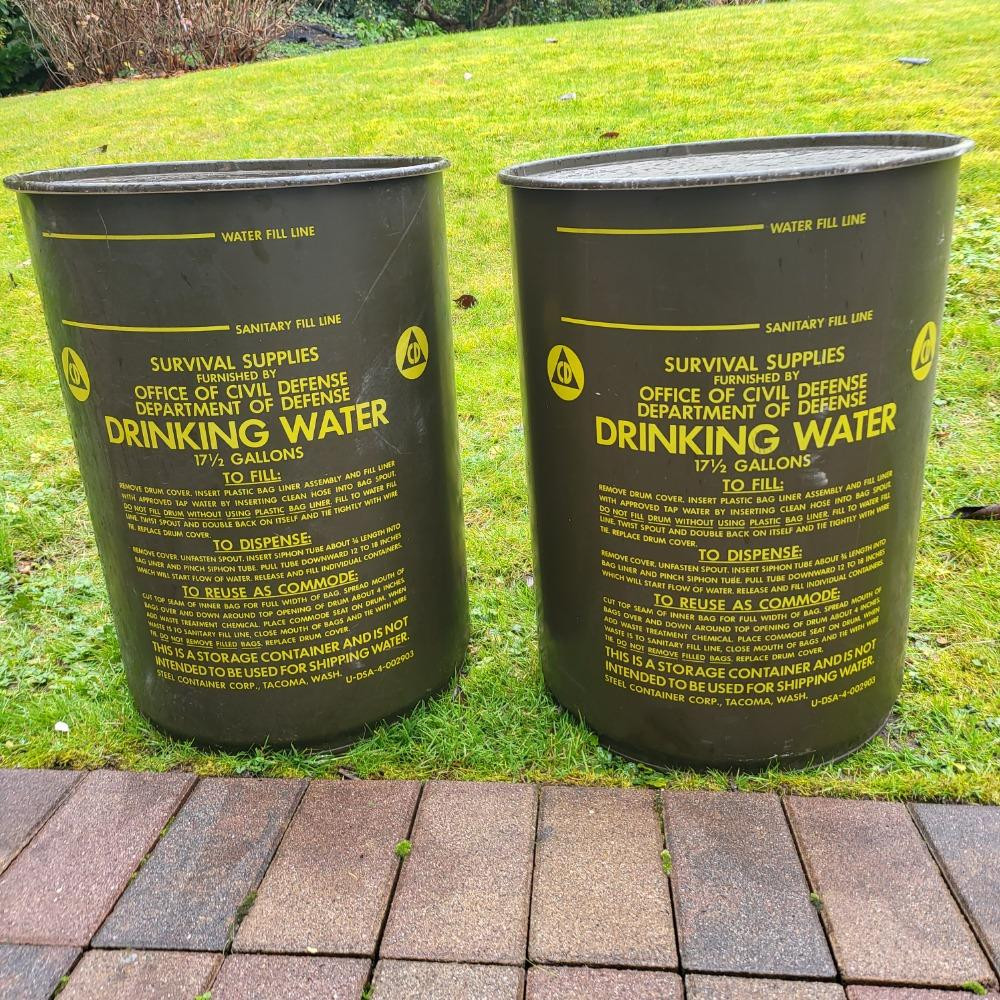 WATER FILL LINE
SANITARY FILL LINE
CD
CD
SURVIVAL SUPPLIES
FURNISHED BY
OFFICE OF CIVIL DEFENSE
DEPARTMENT OF DEFENSE
DRINKING WATER
17½ GALLONS
TO FILL:
REMOVE DRUM COVER. INSERT PLASTIC BAG LINER ASSEMBLY AND FILL LINER
WITH APPROVED TAP WATER BY INSERTING CLEAN HOSE INTO BAG SPOUT.
DO NOT FILL DRUM WITHOUT USING PLASTIC BAG LINER. FILL TO WATER FILL
LINE. TWIST SPOUT AND DOUBLE BACK ON ITSELF AND TIE TIGHTLY WITH WIRE
TIE. REPLACE DRUM COVER.
TO DISPENSE:
REMOVE COVER. UNFASTEN SPOUT. INSERT SIPHON TUBE ABOUT ¾ LENGTH INTO
BAG LINER AND PINCH SIPHON TUBE. PULL TUBE DOWNWARD 12 TO 18 INCHES
WHICH WILL START FLOW OF WATER. RELEASE AND FILL INDIVIDUAL CONTAINERS.
TO REUSE AS COMMODE:
CUT TOP SEAM OF INNER BAG FOR FULL WIDTH OF BAG. SPREAD MOUTH OF
BAGS OVER AND DOWN AROUND TOP OPENING OF DRUM ABOUT 4 INCHES.
ADD WASTE TREATMENT CHEMICAL. PLACE COMMODE SEAT ON DRUM. WHEN
WASTE IS TO SANITARY FILL LINE, CLOSE MOUTH OF BAGS AND TIE WITH WIRE
TIE. DO NOT REMOVE FILLED BAGS. REPLACE DRUM COVER.
THIS IS A STORAGE CONTAINER AND IS NOT
INTENDED TO BE USED FOR SHIPPING WATER.
STEEL CONTAINER CORP., TACOMA, WASH. U-DSA-4-002903
WATER FILL LINE
SANITARY FILL LINE
CD
CD
SURVIVAL SUPPLIES
FURNISHED BY
OFFICE OF CIVIL DEFENSE
DEPARTMENT OF DEFENSE
DRINKING WATER
17½ GALLONS
TO FILL:
REMOVE DRUM COVER. INSERT PLASTIC BAG LINER ASSEMBLY AND FILL LINER
WITH APPROVED TAP WATER BY INSERTING CLEAN HOSE INTO BAG SPOUT.
DO NOT FILL DRUM WITHOUT USING PLASTIC BAG LINER. FILL TO WATER FILL
LINE. TWIST SPOUT AND DOUBLE BACK ON ITSELF AND TIE TIGHTLY WITH WIRE
TIE. REPLACE DRUM COVER.
TO DISPENSE:
REMOVE COVER. UNFASTEN SPOUT. INSERT SIPHON TUBE ABOUT ¾ LENGTH INTO
BAG LINER AND PINCH SIPHON TUBE. PULL TUBE DOWNWARD 12 TO 18 INCHES
WHICH WILL START FLOW OF WATER. RELEASE AND FILL INDIVIDUAL CONTAINERS.
TO REUSE AS COMMODE:
CUT TOP SEAM OF INNER BAG FOR FULL WIDTH OF BAG. SPREAD MOUTH OF
BAGS OVER AND DOWN AROUND TOP OPENING OF DRUM ABOUT 4 INCHES.
ADD WASTE TREATMENT CHEMICAL. PLACE COMMODE SEAT ON DRUM. WHEN
WASTE IS TO SANITARY FILL LINE, CLOSE MOUTH OF BAGS AND TIE WITH WIRE
TIE. DO NOT REMOVE FILLED BAGS. REPLACE DRUM COVER.
THIS IS A STORAGE CONTAINER AND IS NOT
INTENDED TO BE USED FOR SHIPPING WATER.
STEEL CONTAINER CORP., TACOMA, WASH. U-DSA-4-002903